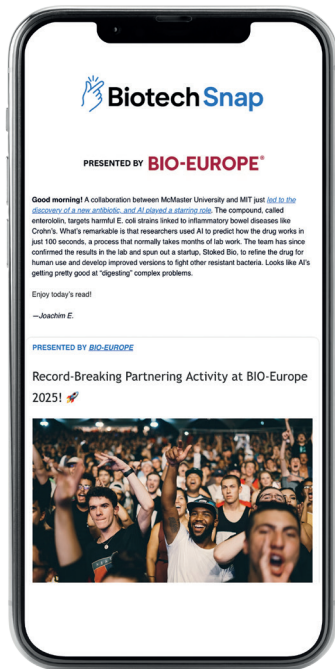 Biotech Snap
PRESENTED BY BIO-EUROPE®
Good morning! A collaboration between McMaster University and MIT just led to the
discovery of a new antibiotic, and AI played a starring role. The compound, called
enterololin, targets harmful E. coli strains linked to inflammatory bowel diseases like
Crohn's. What's remarkable is that researchers used AI to predict how the drug works in
just 100 seconds, a process that normally takes months of lab work. The team has since
confirmed the results in the lab and spun out a startup, Stoked Bio, to refine the drug for
human use and develop improved versions to fight other resistant bacteria. Looks like AI's
getting pretty good at “digesting” complex problems.
Enjoy today's read!
—Joachim E.
PRESENTED BY BIO-EUROPE
Record-Breaking Partnering Activity at BIO-Europe
2025! 🚀